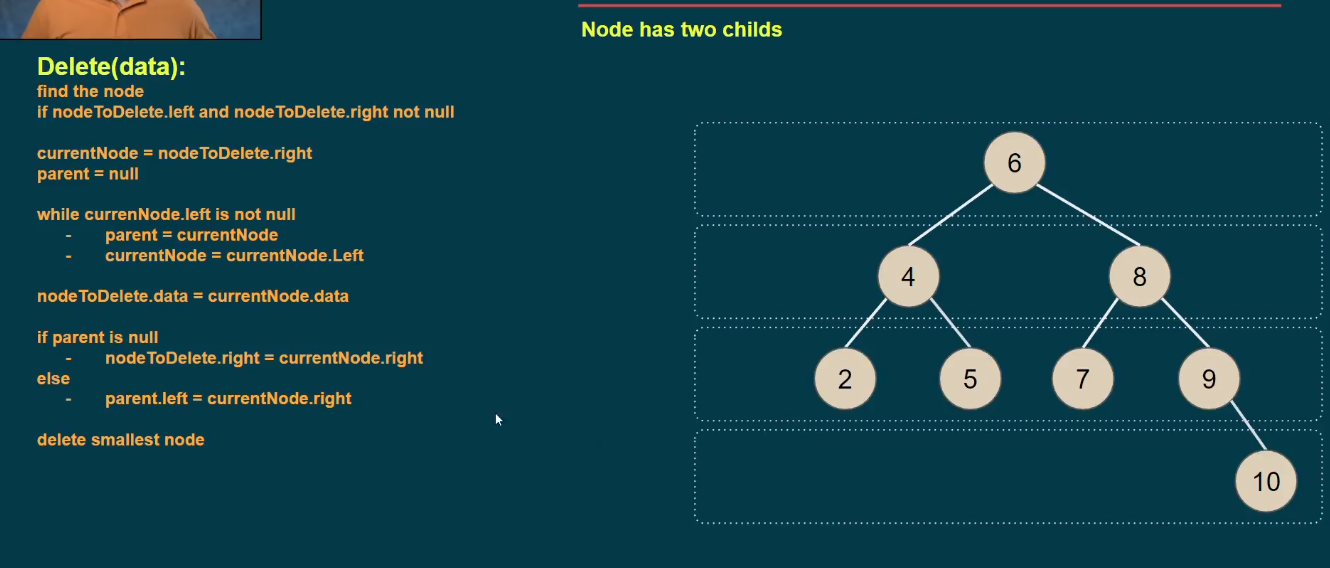 Node has two childs
Delete(data):
find the node
if nodeToDelete.left and nodeToDelete.right not null
currentNode = nodeToDelete.right
parent = null
while currenNode.left is not null
- parent = currentNode
- currentNode = currentNode.Left
nodeToDelete.data = currentNode.data
if parent is null
- nodeToDelete.right = currentNode.right
else
- parent.left = currentNode.right
delete smallest node
6
4 8
2 5 7 9
10